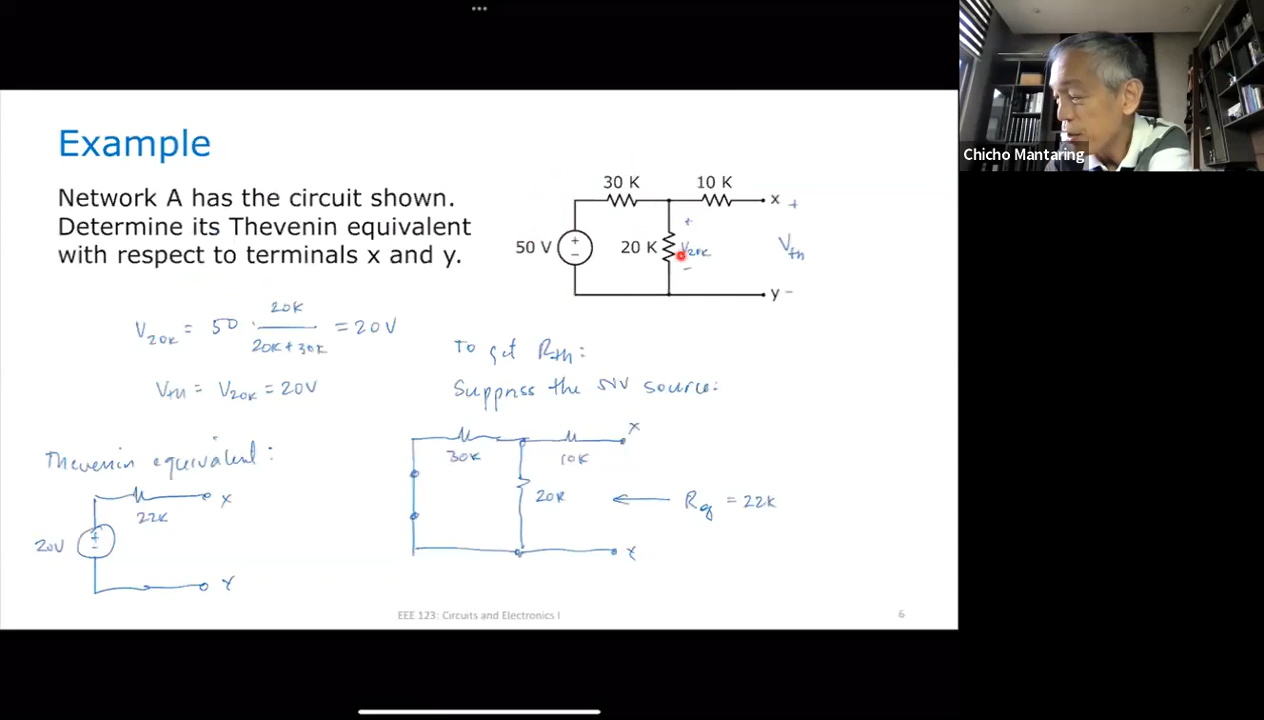 Example
Network A has the circuit shown.
Determine its Thevenin equivalent
with respect to terminals x and y.
30 K
10 K
x +
50 V
+
−
20 K
+
V20K
−
Vth
y −
V20K = 50 · 20K / 20K + 30K = 20V
Vth = V20K = 20V
To get Rth:
Suppress the source:
Thevenin equivalent:
22K
X
20V
+
-
Y
30K
10K
X
20K
Y
Req = 22K
EEE 123: Circuits and Electronics I
6
Chicho Mantaring